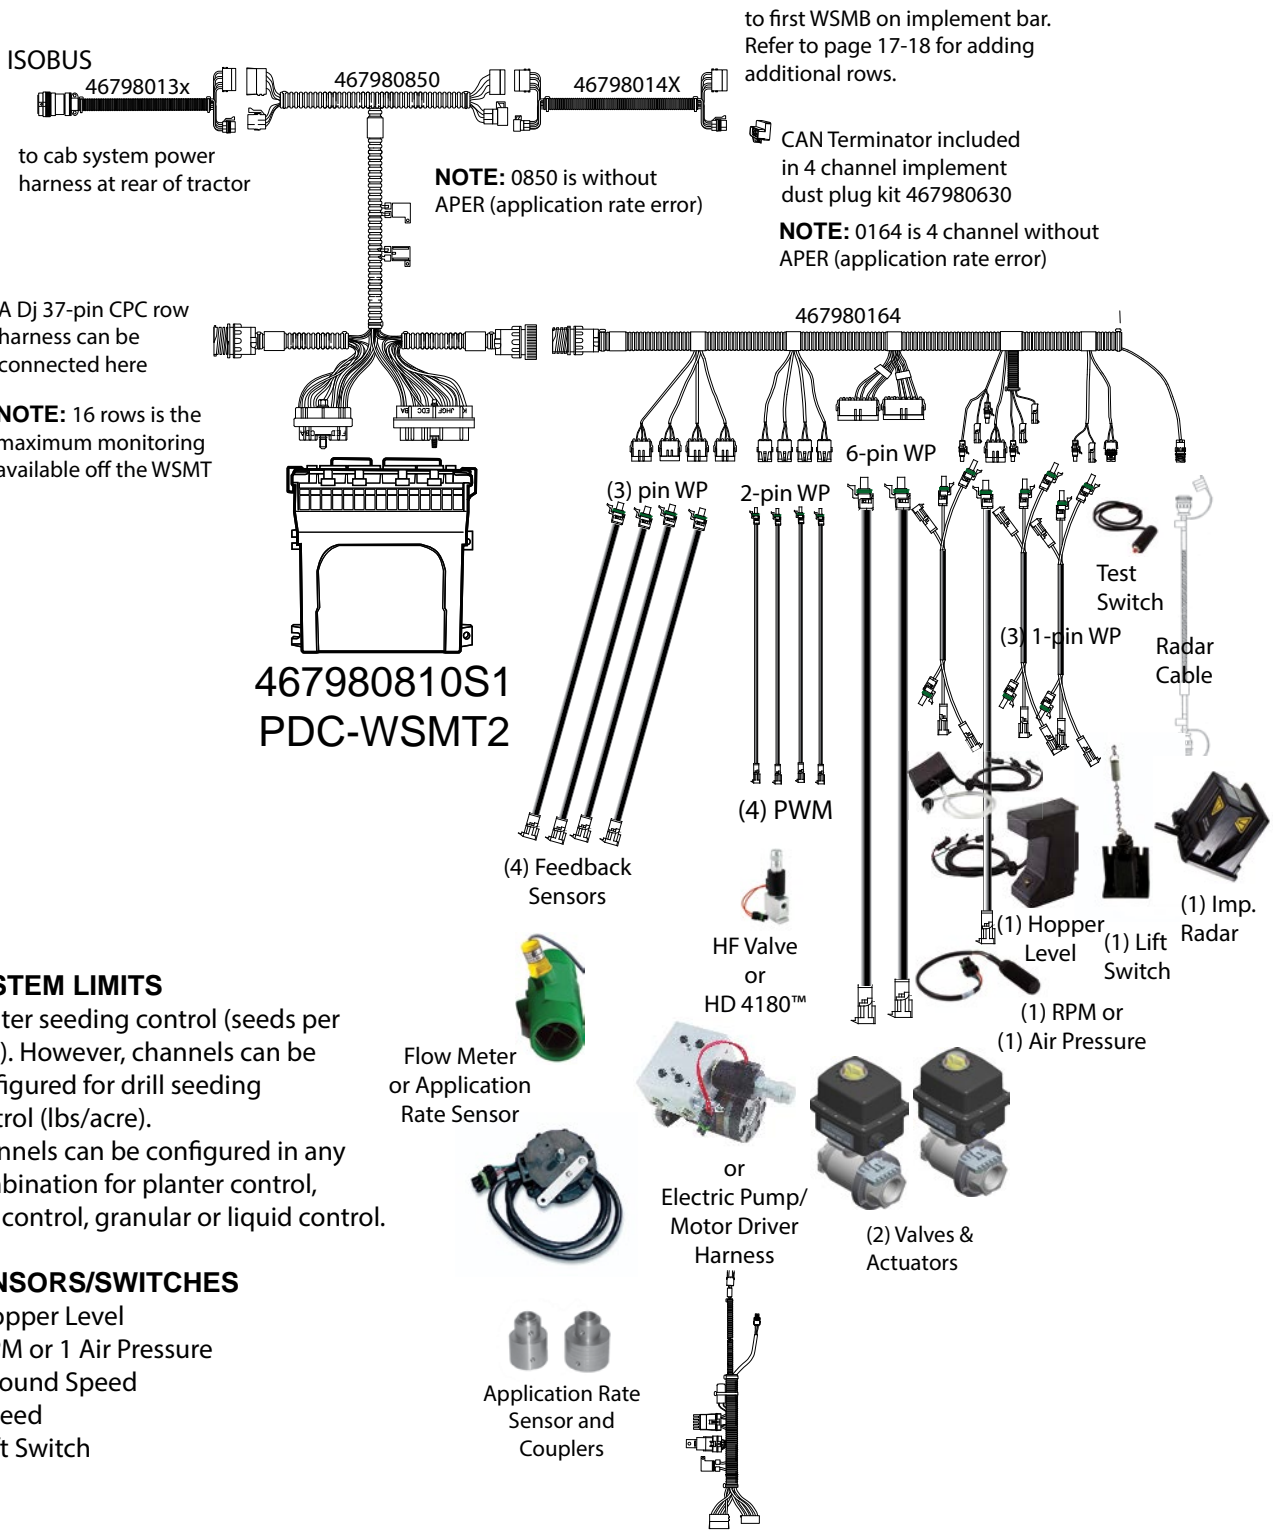 to first WSMB on implement bar.
Refer to page 17-18 for adding
additional rows.
ISOBUS
46798013x
467980850
46798014X
to cab system power
harness at rear of tractor
NOTE: 0850 is without
APER (application rate error)
CAN Terminator included
in 4 channel implement
dust plug kit 467980630
NOTE: 0164 is 4 channel without
APER (application rate error)
A Dj 37-pin CPC row
harness can be
connected here
NOTE: 16 rows is the
maximum monitoring
available off the WSMT
467980164
BA
EDC
JHGF
K
467980810S1
PDC-WSMT2
(3) pin WP
2-pin WP
6-pin WP
(3) 1-pin WP
Test
Switch
Radar
Cable
(4) Feedback
Sensors
(4) PWM
HF Valve
or
HD 4180™
(1) Hopper
Level
(1) Lift
Switch
(1) Imp.
Radar
(1) RPM or
(1) Air Pressure
Flow Meter
or Application
Rate Sensor
or
Electric Pump/
Motor Driver
Harness
(2) Valves &
Actuators
Application Rate
Sensor and
Couplers
STEM LIMITS
ter seeding control (seeds per
). However, channels can be
figured for drill seeding
trol (lbs/acre).
nnels can be configured in any
bination for planter control,
control, granular or liquid control.
NSORS/SWITCHES
opper Level
PM or 1 Air Pressure
ound Speed
eed
t Switch